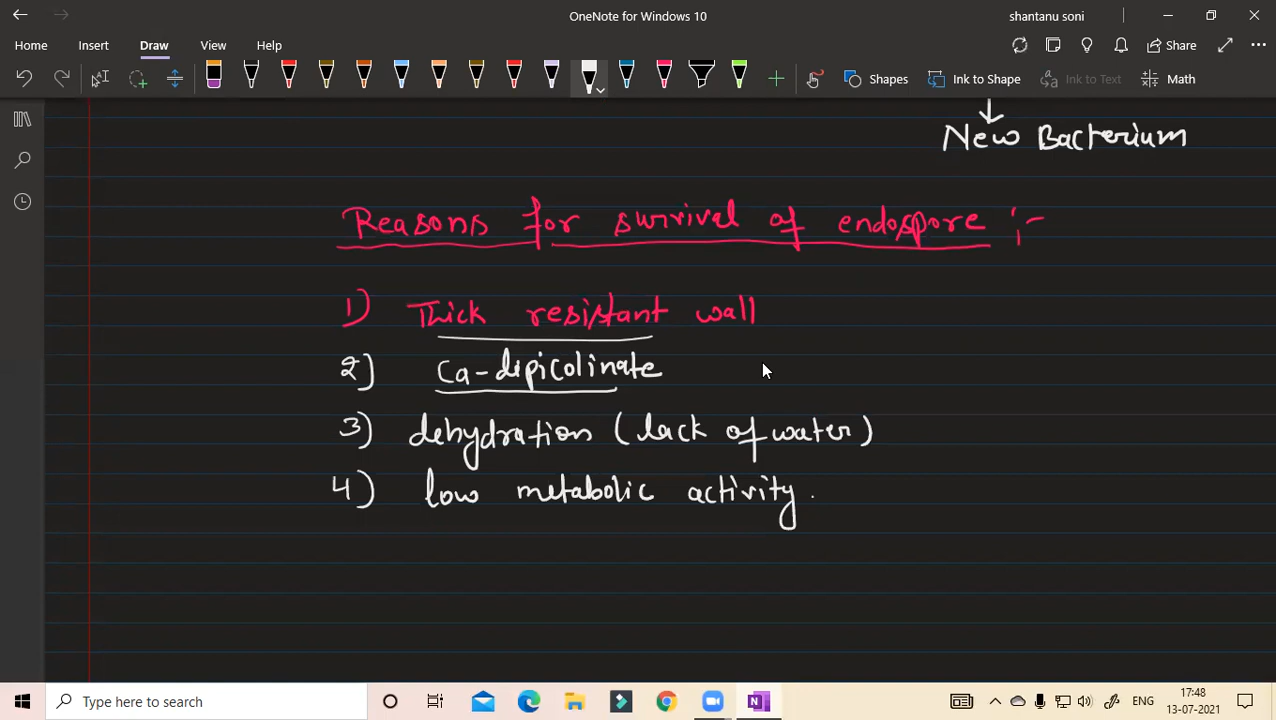 OneNote for Windows 10
shantanu soni
Home Insert Draw View Help
Share
Shapes Ink to Shape Ink to Text Math
New Bacterium
Reasons for survival of endospore :-
1) Thick resistant wall
2) Ca-dipicolinate
3) dehydration (lack of water)
4) low metabolic activity.
Type here to search
N
ENG
17:48
13-07-2021